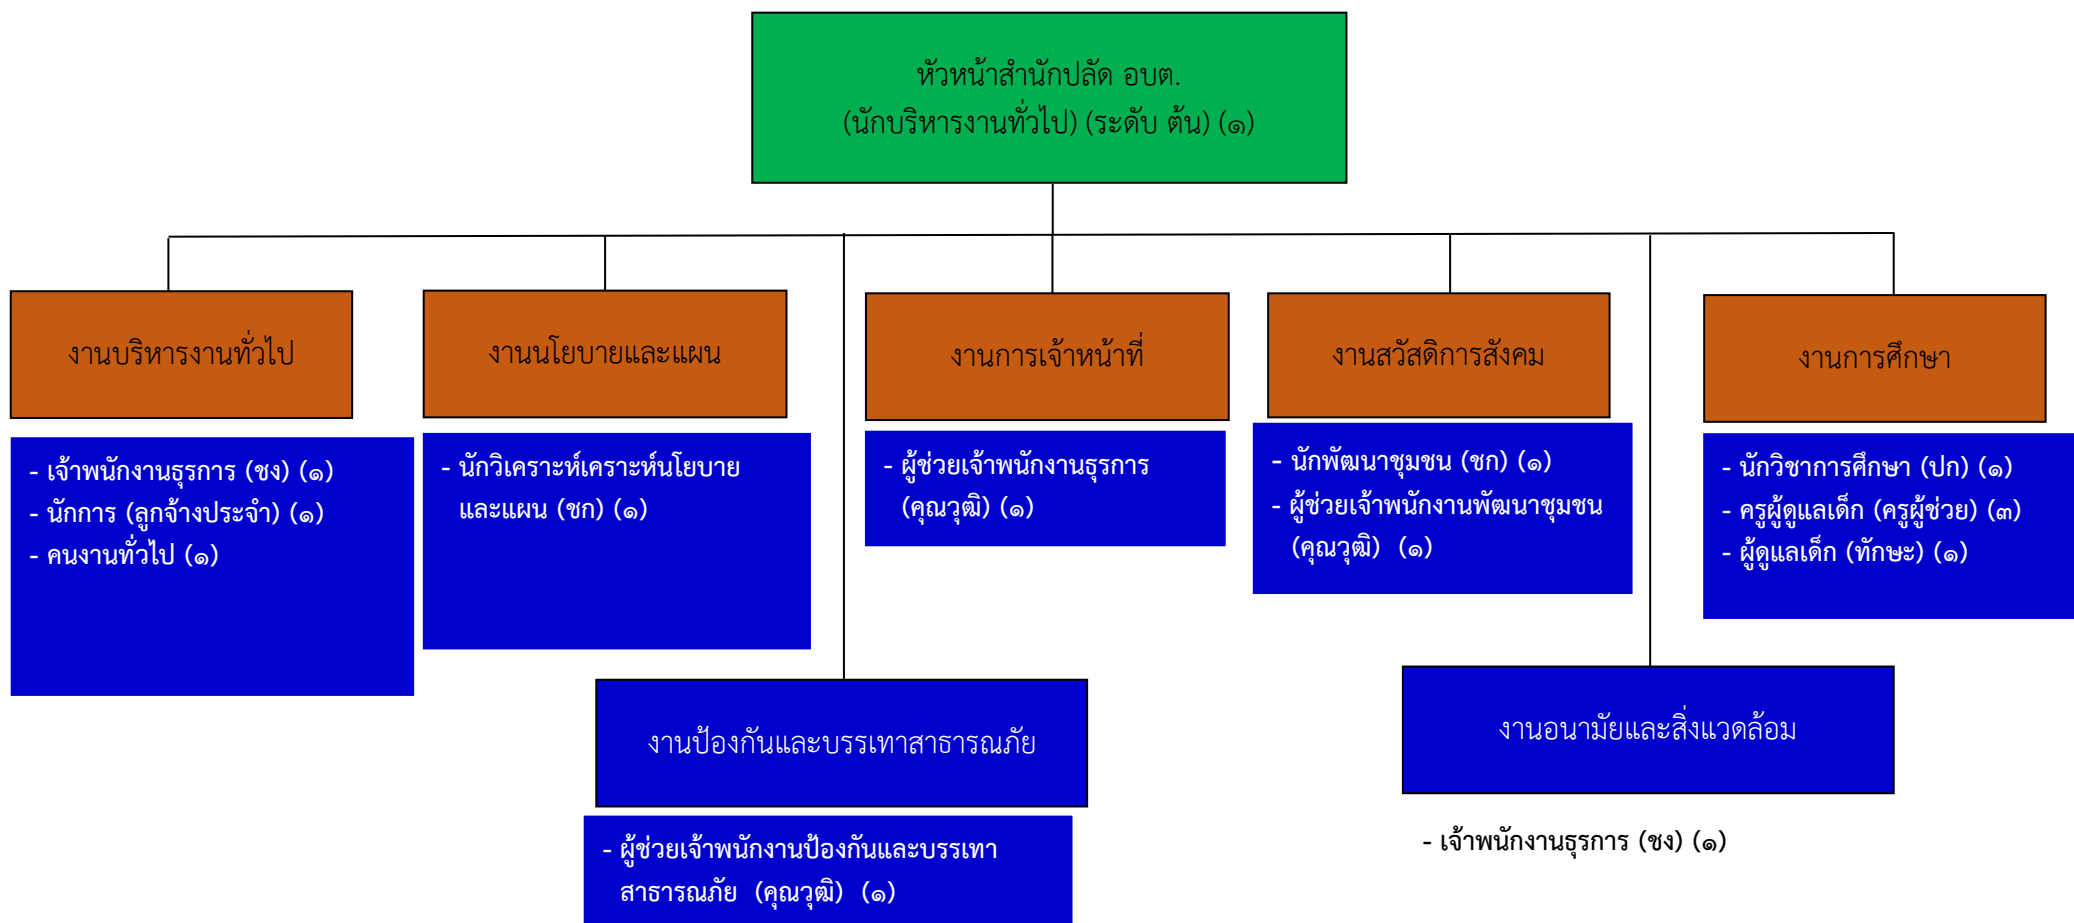 หัวหน้าสำนักปลัด อบต.
(นักบริหารงานทั่วไป) (ระดับ ต้น) (๑)
งานบริหารงานทั่วไป
- เจ้าพนักงานธุรการ (ชง) (๑)
- นักการ (ลูกจ้างประจำ) (๑)
- คนงานทั่วไป (๑)
งานนโยบายและแผน
- นักวิเคราะห์เคราะห์นโยบาย
และแผน (ชก) (๑)
งานการเจ้าหน้าที่
- ผู้ช่วยเจ้าพนักงานธุรการ
(คุณวุฒิ) (๑)
งานสวัสดิการสังคม
- นักพัฒนาชุมชน (ชก) (๑)
- ผู้ช่วยเจ้าพนักงานพัฒนาชุมชน
(คุณวุฒิ) (๑)
งานการศึกษา
- นักวิชาการศึกษา (ปก) (๑)
- ครูผู้ดูแลเด็ก (ครูผู้ช่วย) (๓)
- ผู้ดูแลเด็ก (ทักษะ) (๑)
งานป้องกันและบรรเทาสาธารณภัย
- ผู้ช่วยเจ้าพนักงานป้องกันและบรรเทา
สาธารณภัย (คุณวุฒิ) (๑)
งานอนามัยและสิ่งแวดล้อม
- เจ้าพนักงานธุรการ (ชง) (๑)